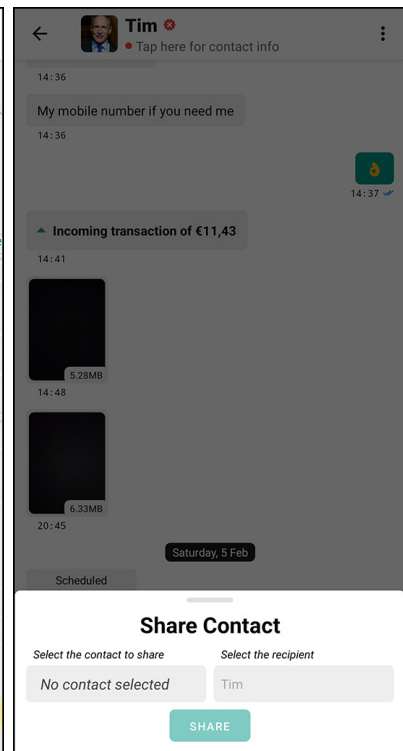 Tim
Tap here for contact info
14:36
My mobile number if you need me
14:36
14:37
Incoming transaction of €11,43
14:41
5.28MB
14:48
6.33MB
20:45
Saturday, 5 Feb
Scheduled
Share Contact
Select the contact to share
Select the recipient
No contact selected
Tim
SHARE